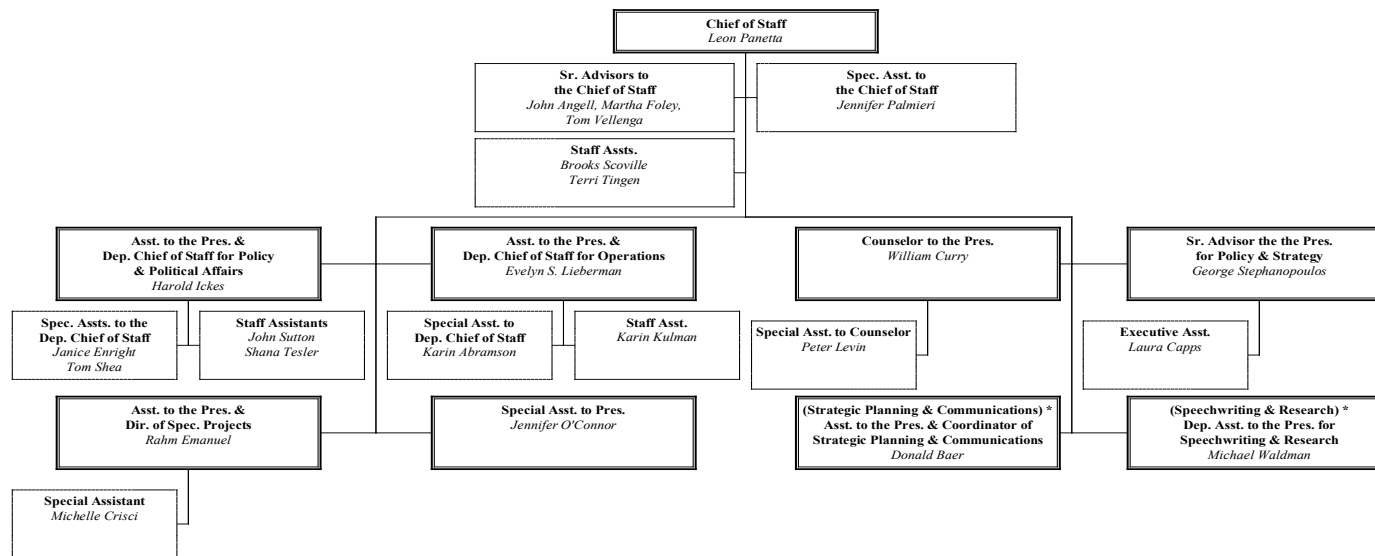 Chief of Staff
Leon Panetta
Sr. Advisors to
the Chief of Staff
John Angell, Martha Foley,
Tom Vellenga
Spec. Asst. to
the Chief of Staff
Jennifer Palmieri
Staff Assts.
Brooks Scoville
Terri Tingen
Asst. to the Pres. &
Dep. Chief of Staff for Policy
& Political Affairs
Harold Ickes
Asst. to the Pres. &
Dep. Chief of Staff for Operations
Evelyn S. Lieberman
Counselor to the Pres.
William Curry
Sr. Advisor the the Pres.
for Policy & Strategy
George Stephanopoulos
Spec. Assts. to the
Dep. Chief of Staff
Janice Enright
Tom Shea
Staff Assistants
John Sutton
Shana Tesler
Special Asst. to
Dep. Chief of Staff
Karin Abramson
Staff Asst.
Karin Kulman
Special Asst. to Counselor
Peter Levin
Executive Asst.
Laura Capps
Asst. to the Pres. &
Dir. of Spec. Projects
Rahm Emanuel
Special Asst. to Pres.
Jennifer O'Connor
(Strategic Planning & Communications) *
Asst. to the Pres. & Coordinator of
Strategic Planning & Communications
Donald Baer
(Speechwriting & Research) *
Dep. Asst. to the Pres. for
Speechwriting & Research
Michael Waldman
Special Assistant
Michelle Crisci